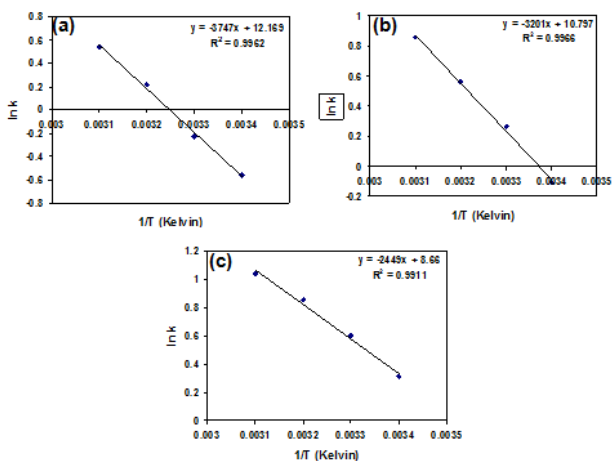 (a)
y = -3747x + 12.169
R² = 0.9962
0.8
0.6
0.4
0.2
0
-0.2
-0.4
-0.6
-0.8
0.003 0.0031 0.0032 0.0033 0.0034 0.0035
ln k
1/T (Kelvin)
(b)
y = -3201x + 10.797
R² = 0.9966
1
0.8
0.6
0.4
0.2
0
-0.2
0.003 0.0031 0.0032 0.0033 0.0034 0.0035
ln k
1/T (Kelvin)
(c)
y = -2449x + 8.66
R² = 0.9911
1.2
1
0.8
0.6
0.4
0.2
0
0.003 0.0031 0.0032 0.0033 0.0034 0.0035
ln k
1/T (Kelvin)